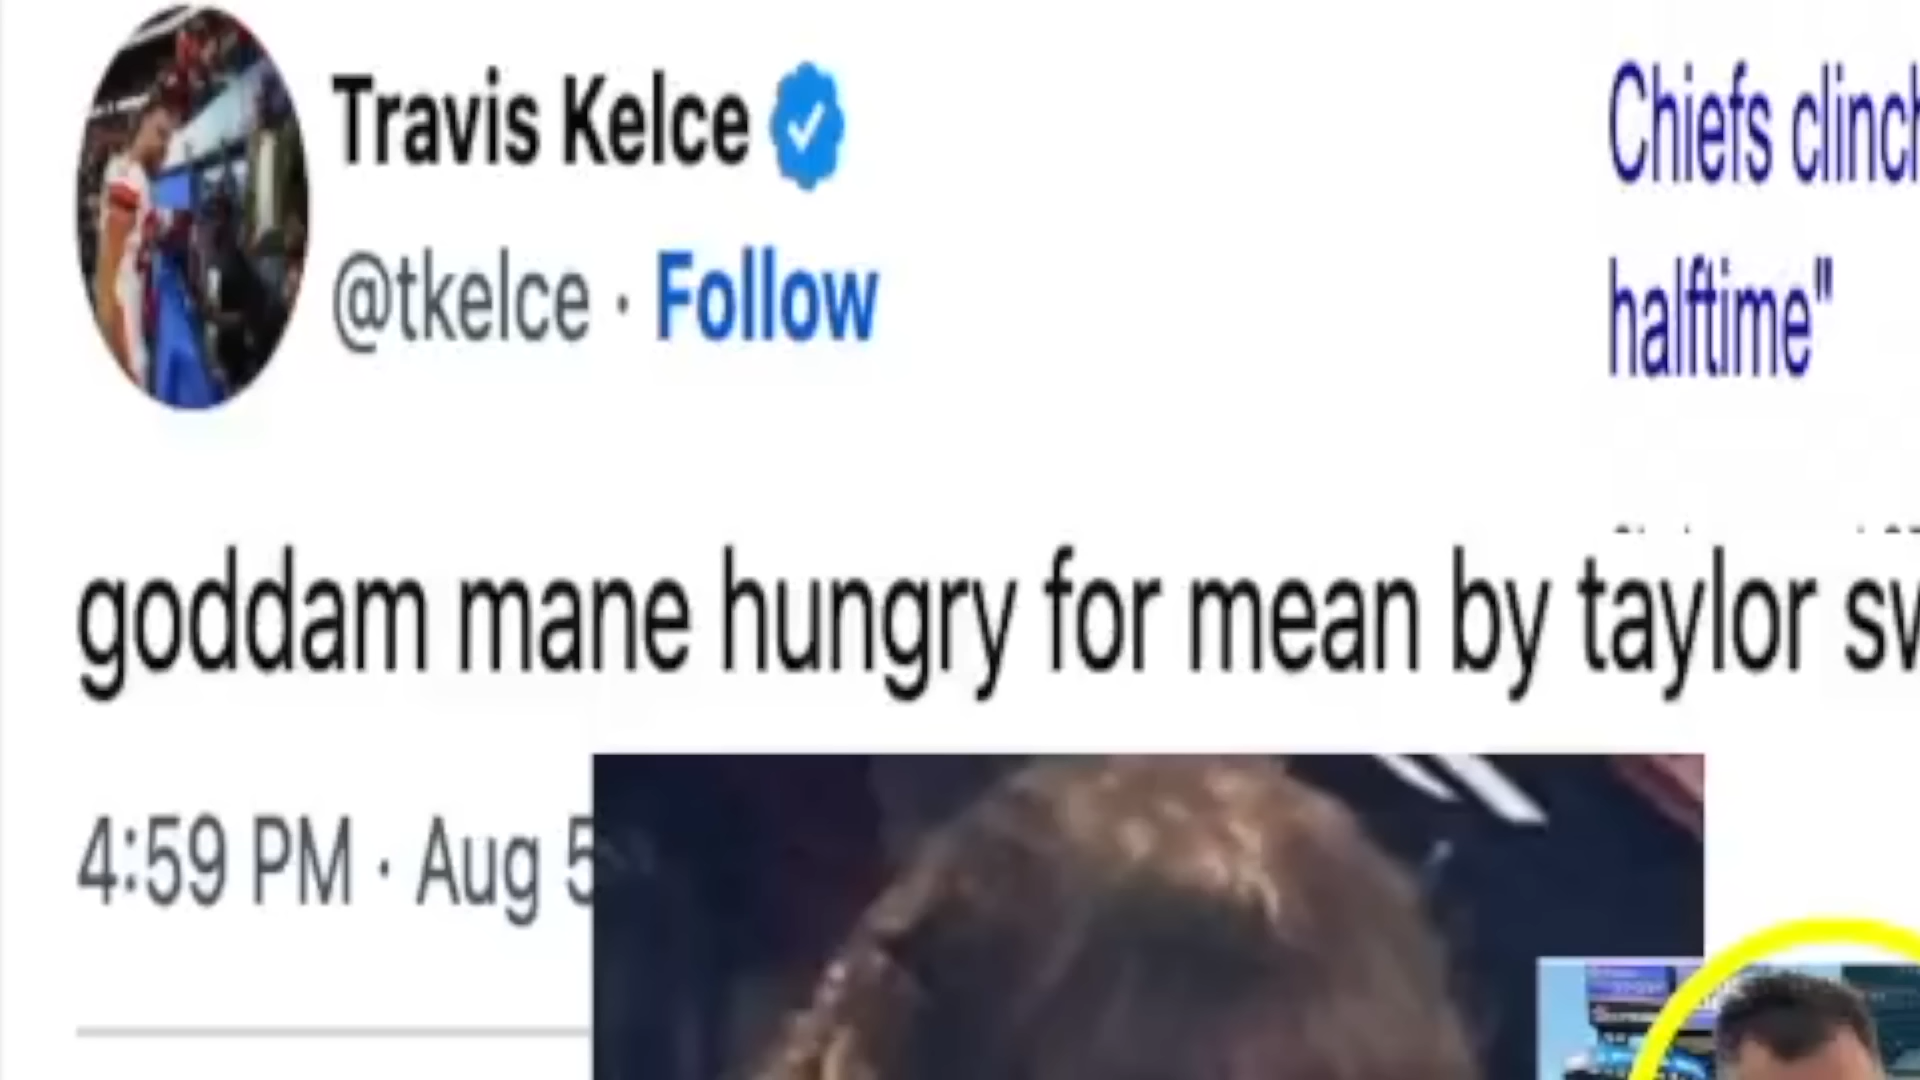 Travis Kelce
@tkelce · Follow
Chiefs clinch
halftime"
goddam mane hungry for mean by taylor sw
4:59 PM · Aug 5